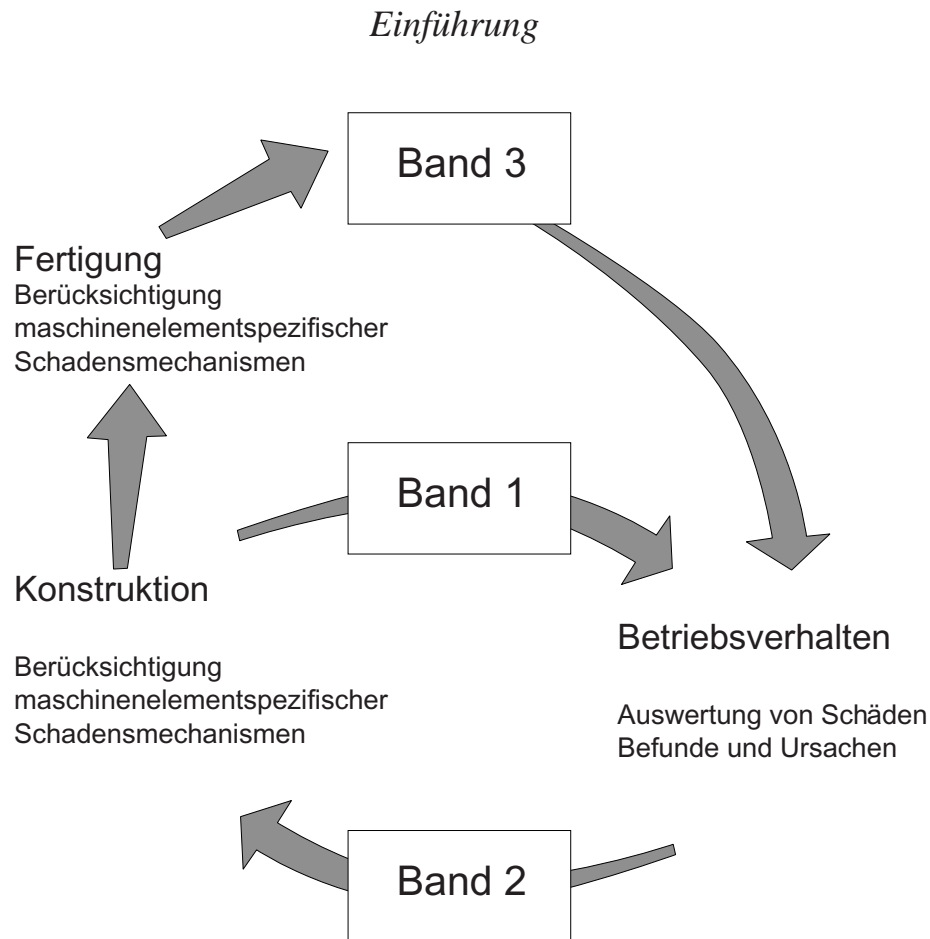 Einführung
Band 3
Fertigung
Berücksichtigung
maschinenelementspezifischer
Schadensmechanismen
Band 1
Konstruktion
Berücksichtigung
maschinenelementspezifischer
Schadensmechanismen
Betriebsverhalten
Auswertung von Schäden
Befunde und Ursachen
Band 2